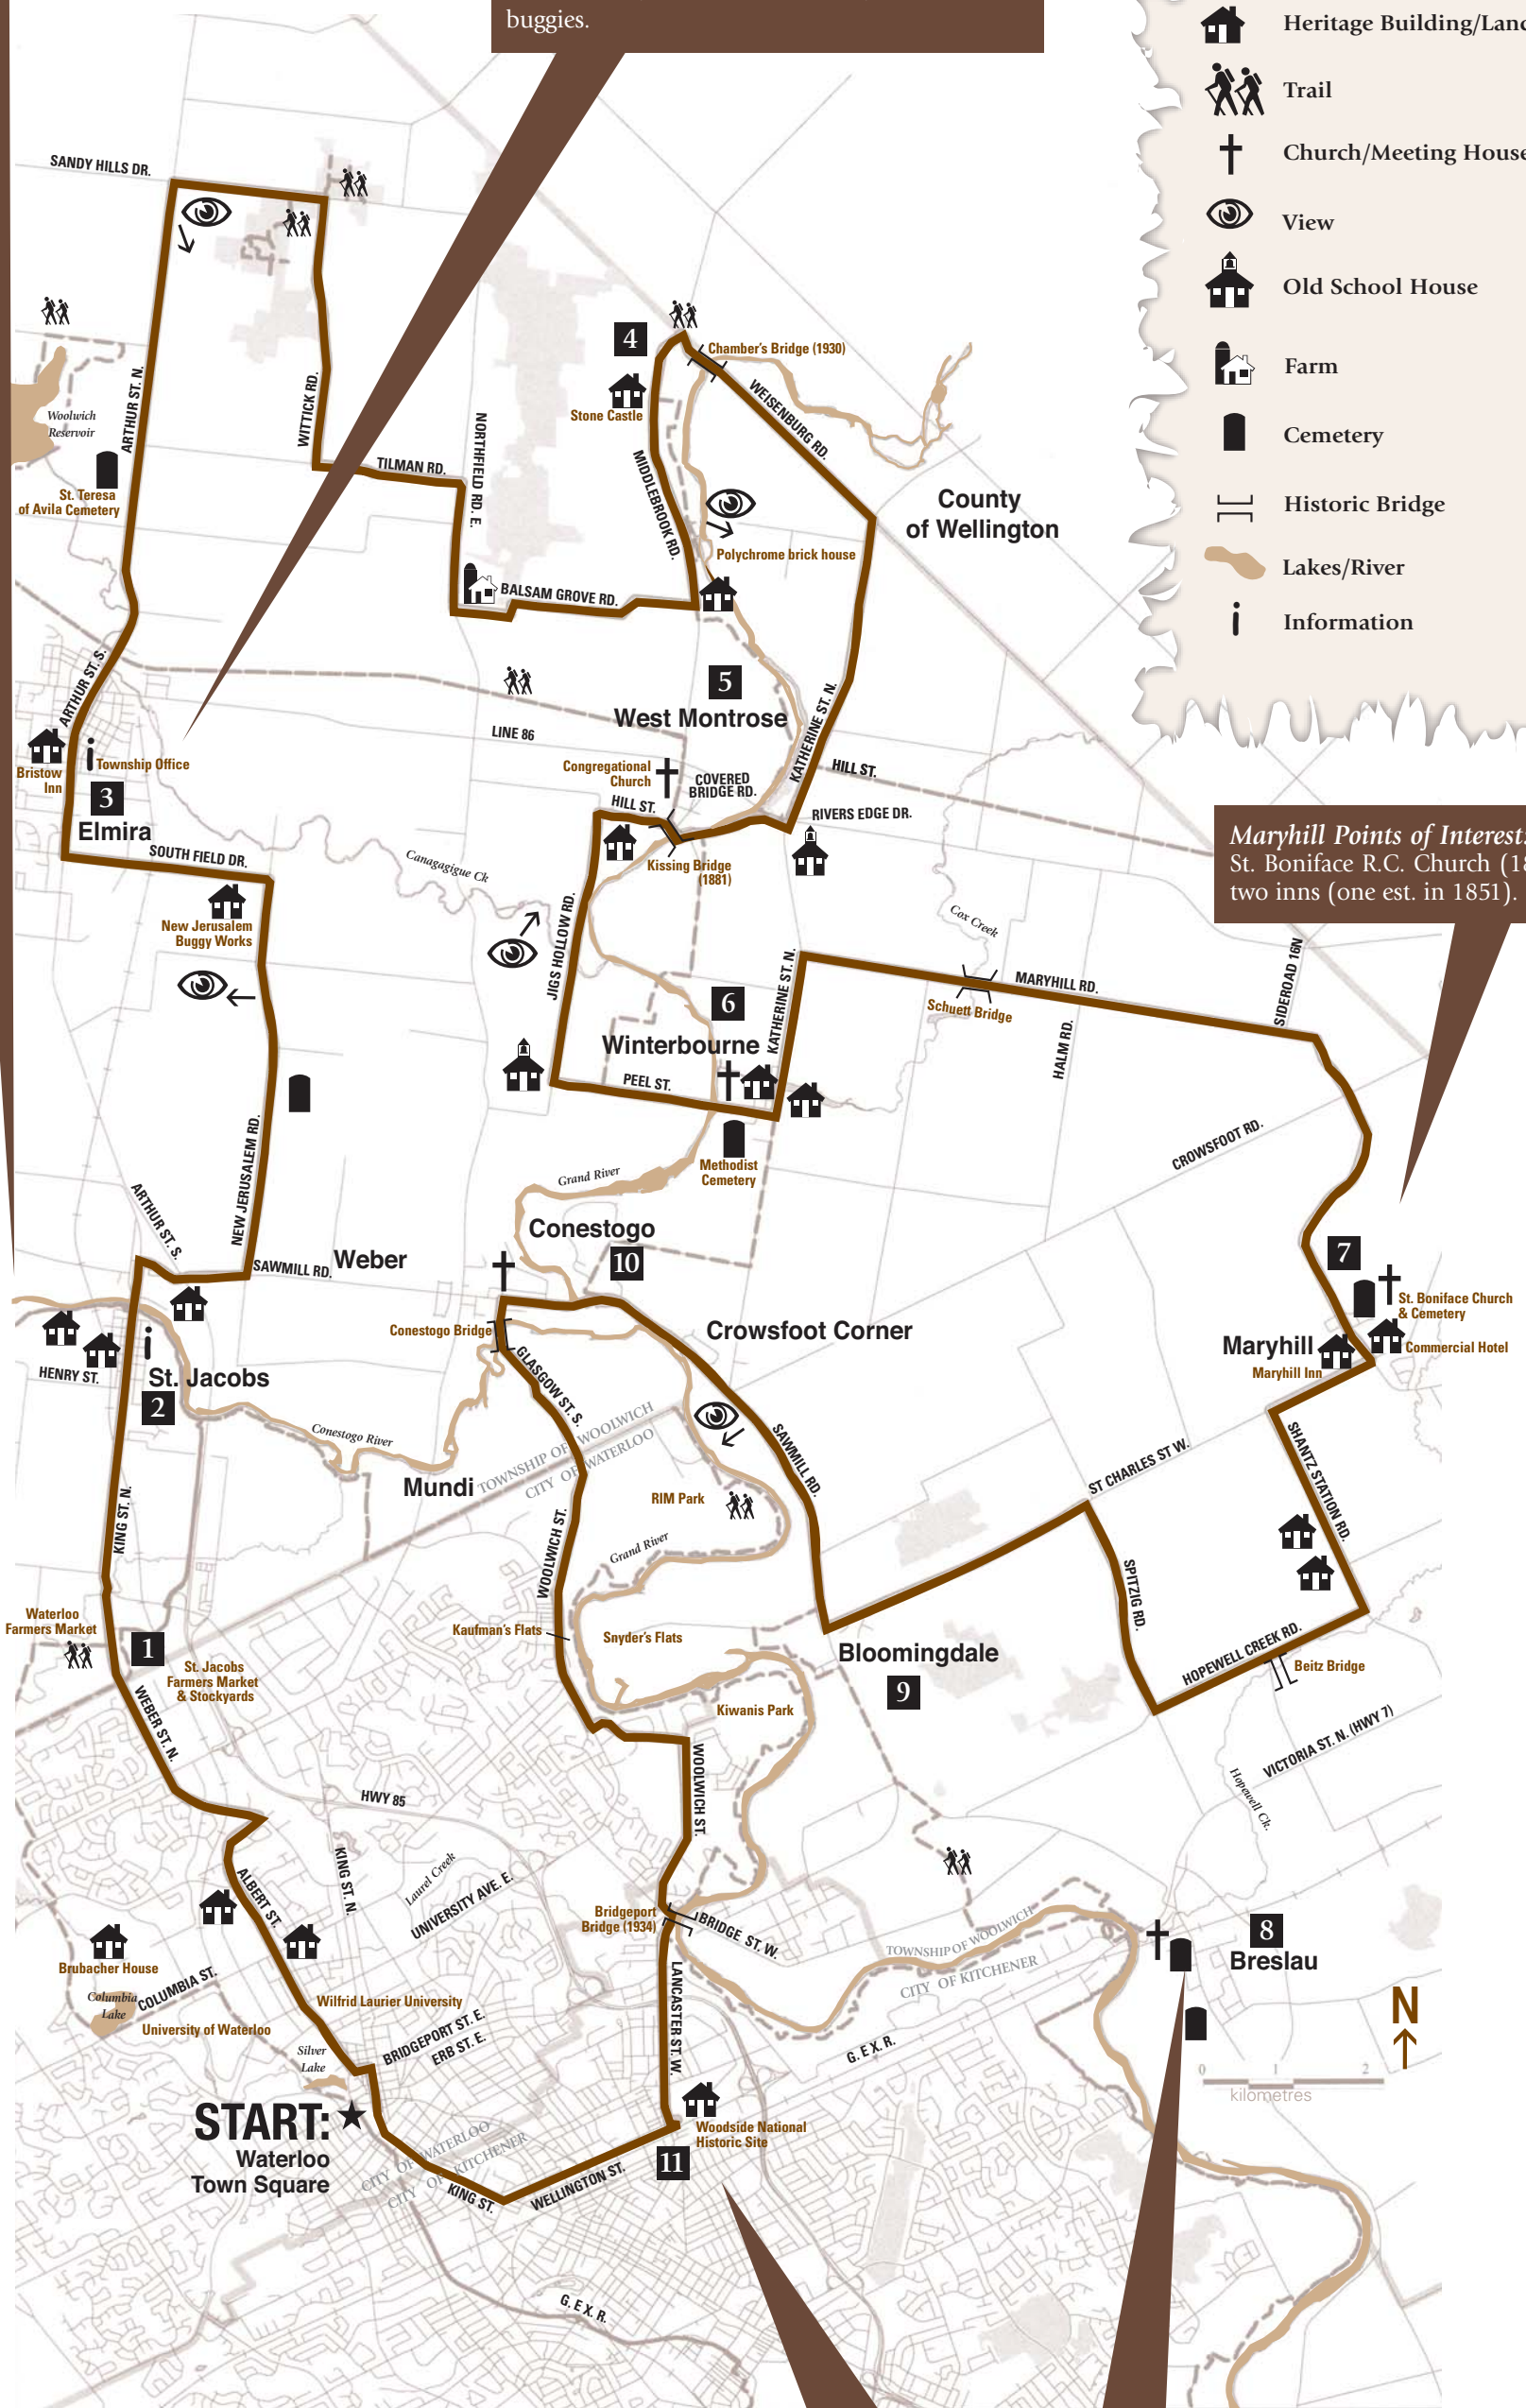 buggies.
Heritage Building/Land
Trail
Church/Meeting House
View
Old School House
Farm
Cemetery
Historic Bridge
Lakes/River
Information
SANDY HILLS DR.
ARTHUR ST. N.
WITTICK RD.
Woolwich
Reservoir
St. Teresa
of Avila Cemetery
TILMAN RD.
NORTHFIELD RD. E.
4
Stone Castle
Chamber's Bridge (1930)
WEISENBURG RD.
MIDDLEBROOK RD.
County
of Wellington
Polychrome brick house
BALSAM GROVE RD.
ARTHUR ST. S.
Bristow
Inn
Township Office
3
Elmira
SOUTH FIELD DR.
LINE 86
5
West Montrose
KATHERINE ST. N.
Congregational
Church
COVERED
BRIDGE RD.
HILL ST.
HILL ST.
RIVERS EDGE DR.
Kissing Bridge
(1881)
Canagagigue Ck
New Jerusalem
Buggy Works
JIGS HOLLOW RD.
Maryhill Points of Interest:
St. Boniface R.C. Church (18
two inns (one est. in 1851).
Cox Creek
KATHERINE ST. N.
MARYHILL RD.
SIDEROAD 16N
Schuett Bridge
HALM RD.
6
Winterbourne
PEEL ST.
NEW JERUSALEM RD.
CROWSFOOT RD.
Methodist
Cemetery
Grand River
Conestogo
10
ARTHUR ST. S.
SAWMILL RD.
Weber
7
St. Boniface Church
& Cemetery
Commercial Hotel
Maryhill
Maryhill Inn
Conestogo Bridge
GLASGOW ST. S.
Crowsfoot Corner
HENRY ST.
St. Jacobs
2
Conestogo River
Mundi
TOWNSHIP OF WOOLWICH
CITY OF WATERLOO
SAWMILL RD.
ST CHARLES ST W.
SHANTZ STATION RD.
KING ST. N.
RIM Park
WOOLWICH ST.
Grand River
SPITZIG RD.
Waterloo
Farmers Market
1
St. Jacobs
Farmers Market
& Stockyards
Kaufman's Flats
Snyder's Flats
Bloomingdale
9
HOPEWELL CREEK RD.
Beitz Bridge
WEBER ST. N.
Kiwanis Park
VICTORIA ST. N. (HWY 7)
WOOLWICH ST.
Hopewell Ck.
HWY 85
KING ST. N.
Laurel Creek
UNIVERSITY AVE. E.
ALBERT ST.
Bridgeport
Bridge (1934)
BRIDGE ST. W.
TOWNSHIP OF WOOLWICH
CITY OF KITCHENER
8
Breslau
Brubacher House
COLUMBIA ST.
Columbia
Lake
University of Waterloo
Wilfrid Laurier University
BRIDGEPORT ST. E.
ERB ST. E.
LANCASTER ST. W.
G. E X. R.
N
0 1 2
kilometres
Silver
Lake
START:
Waterloo
Town Square
CITY OF WATERLOO
CITY OF KITCHENER
KING ST.
WELLINGTON ST.
Woodside National
Historic Site
11
G. E X. R.